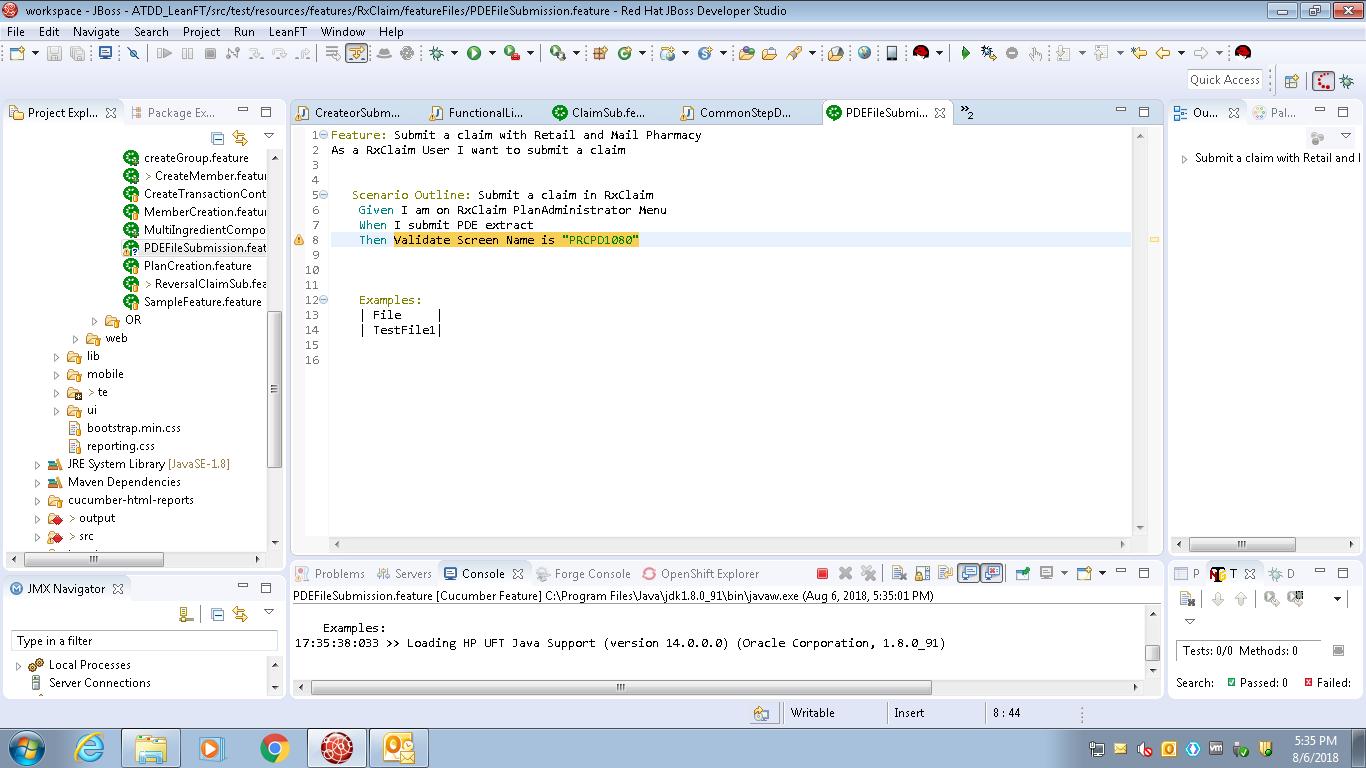 workspace - JBoss - ATDD_LeanFT/src/test/resources/features/RxClaim/featureFiles/PDEFileSubmission.feature - Red Hat JBoss Developer Studio
File Edit Navigate Search Project Run LeanFT Window Help
Quick Access
Project Expl... Package Ex...
CreateorSubm... FunctionalLi... ClaimSub.fe... CommonStepD... PDEFileSubmi... »2
Ou... Pal...
createGroup.feature
> CreateMember.featu
CreateTransactionCont
MemberCreation.featu
MultiIngredientCompo
PDEFileSubmission.feat
PlanCreation.feature
> ReversalClaimSub.fea
SampleFeature.feature
OR
web
lib
mobile
> te
ui
bootstrap.min.css
reporting.css
JRE System Library [JavaSE-1.8]
Maven Dependencies
cucumber-html-reports
> output
> src
1 Feature: Submit a claim with Retail and Mail Pharmacy
2 As a RxClaim User I want to submit a claim
3
4
5 Scenario Outline: Submit a claim in RxClaim
6 Given I am on RxClaim PlanAdministrator Menu
7 When I submit PDE extract
8 Then Validate Screen Name is "PRCPD1080"
9
10
11
12 Examples:
13 | File |
14 | TestFile1|
15
16
Submit a claim with Retail and I
JMX Navigator
Type in a filter
Local Processes
Server Connections
Problems Servers Console Forge Console OpenShift Explorer
PDEFileSubmission.feature [Cucumber Feature] C:\Program Files\Java\jdk1.8.0_91\bin\javaw.exe (Aug 6, 2018, 5:35:01 PM)
Examples:
17:35:38:033 >> Loading HP UFT Java Support (version 14.0.0.0) (Oracle Corporation, 1.8.0_91)
P T D
Tests: 0/0 Methods: 0
Search: Passed: 0 Failed:
Writable Insert 8 : 44
5:35 PM
8/6/2018